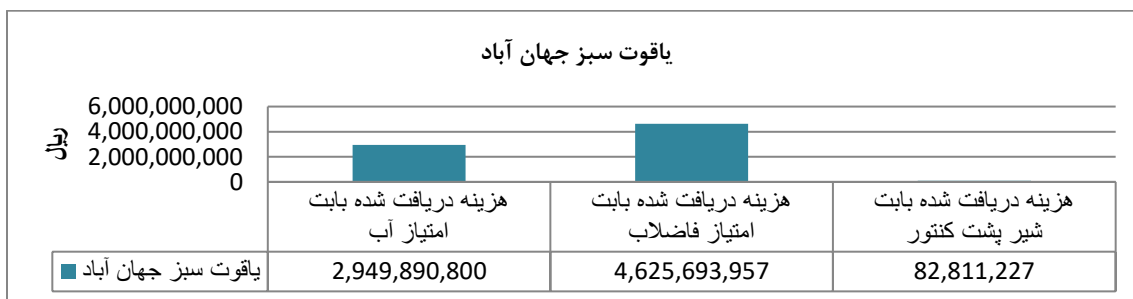 یاقوت سبز جهان آباد
ریال
6,000,000,000
4,000,000,000
2,000,000,000
0
هزینه دریافت شده بابت
امتیاز آب
هزینه دریافت شده بابت
امتیاز فاضلاب
هزینه دریافت شده بابت
شیر پشت کنتور
یاقوت سبز جهان آباد
2,949,890,800
4,625,693,957
82,811,227